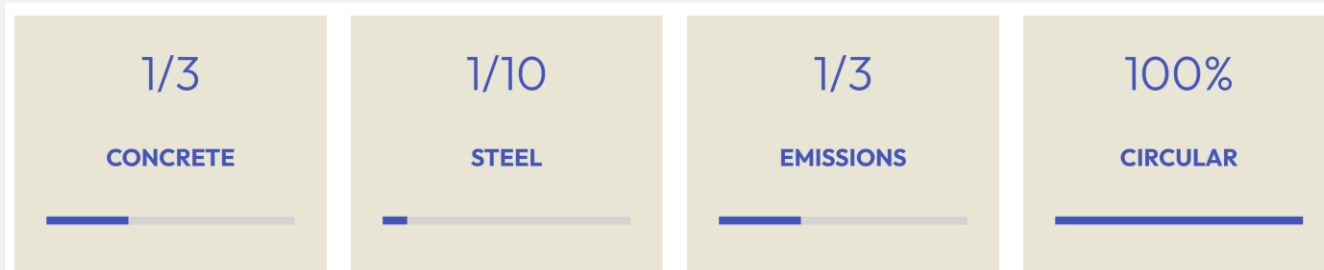 1/3
CONCRETE
1/10
STEEL
1/3
EMISSIONS
100%
CIRCULAR